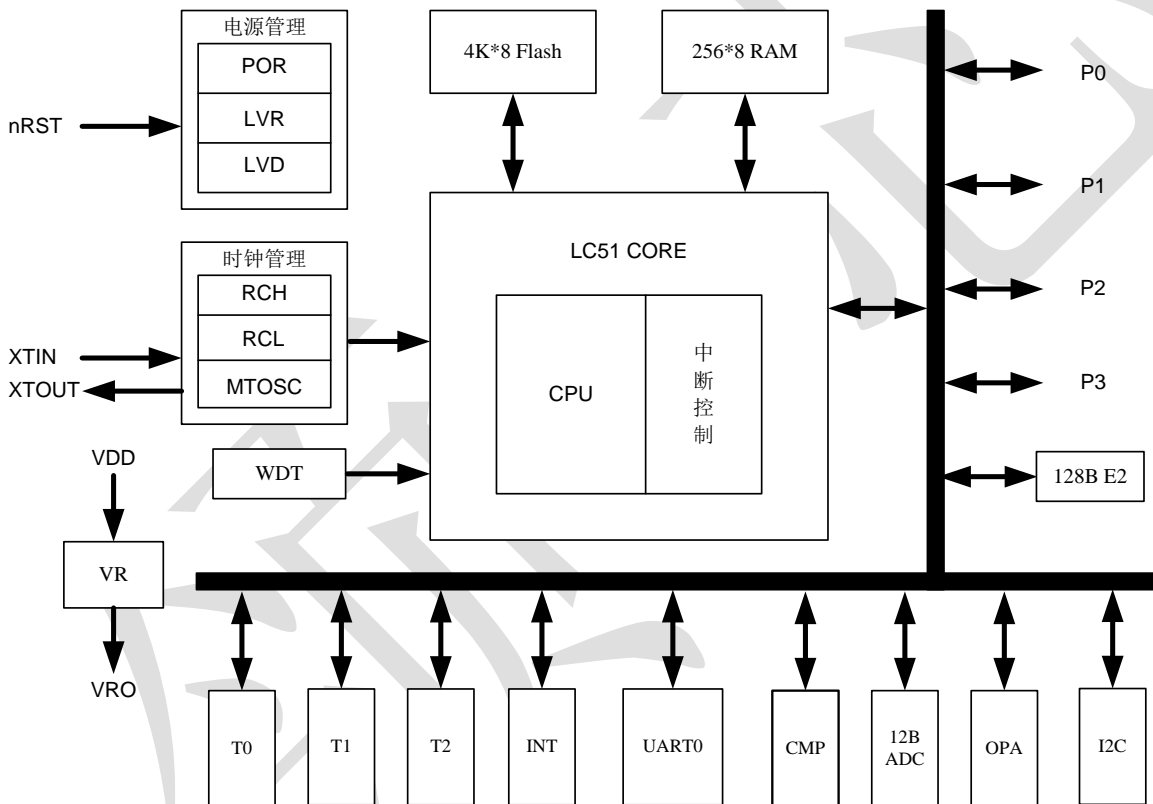 电源管理
POR
LVR
LVD
nRST
4K*8 Flash
256*8 RAM
P0
P1
P2
P3
128B E2
LC51 CORE
CPU
中
断
控
制
时钟管理
RCH
RCL
MTOSC
XTIN
XTOUT
WDT
VDD
VR
VRO
T0
T1
T2
INT
UART0
CMP
12B
ADC
OPA
I2C